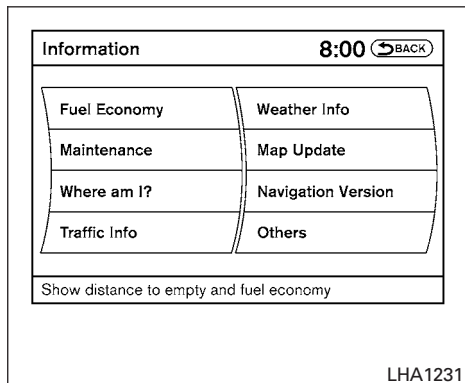 Information 8:00 BACK
Fuel Economy Weather Info
Maintenance Map Update
Where am I? Navigation Version
Traffic Info Others
Show distance to empty and fuel economy
LHA1231